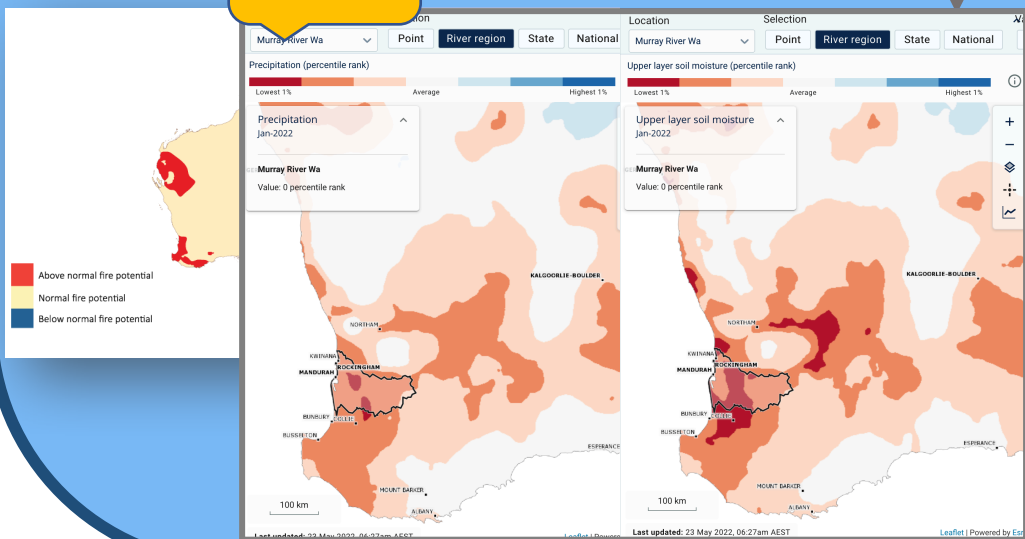 Above normal fire potential
Normal fire potential
Below normal fire potential
Murray River Wa
Point
River region
State
National
Precipitation (percentile rank)
Lowest 1%
Average
Highest 1%
Precipitation
Jan-2022
Murray River Wa
Value: 0 percentile rank
KALGOORLIE-BOULDER
NORTHAM
KWINANA
ROCKINGHAM
MANDURAH
BUNBURY
COLLIE
BUSSELTON
ESPERANCE
MOUNT BARKER
ALBANY
100 km
Last updated: 23 May 2022, 06:27am AEST
Location
Selection
Murray River Wa
Point
River region
State
National
Upper layer soil moisture (percentile rank)
Lowest 1%
Average
Highest 1%
Upper layer soil moisture
Jan-2022
Murray River Wa
Value: 0 percentile rank
KALGOORLIE-BOULDER
NORTHAM
KWINANA
ROCKINGHAM
MANDURAH
BUNBURY
COLLIE
BUSSELTON
ESPERANCE
MOUNT BARKER
ALBANY
100 km
Last updated: 23 May 2022, 06:27am AEST
Leaflet | Powered by